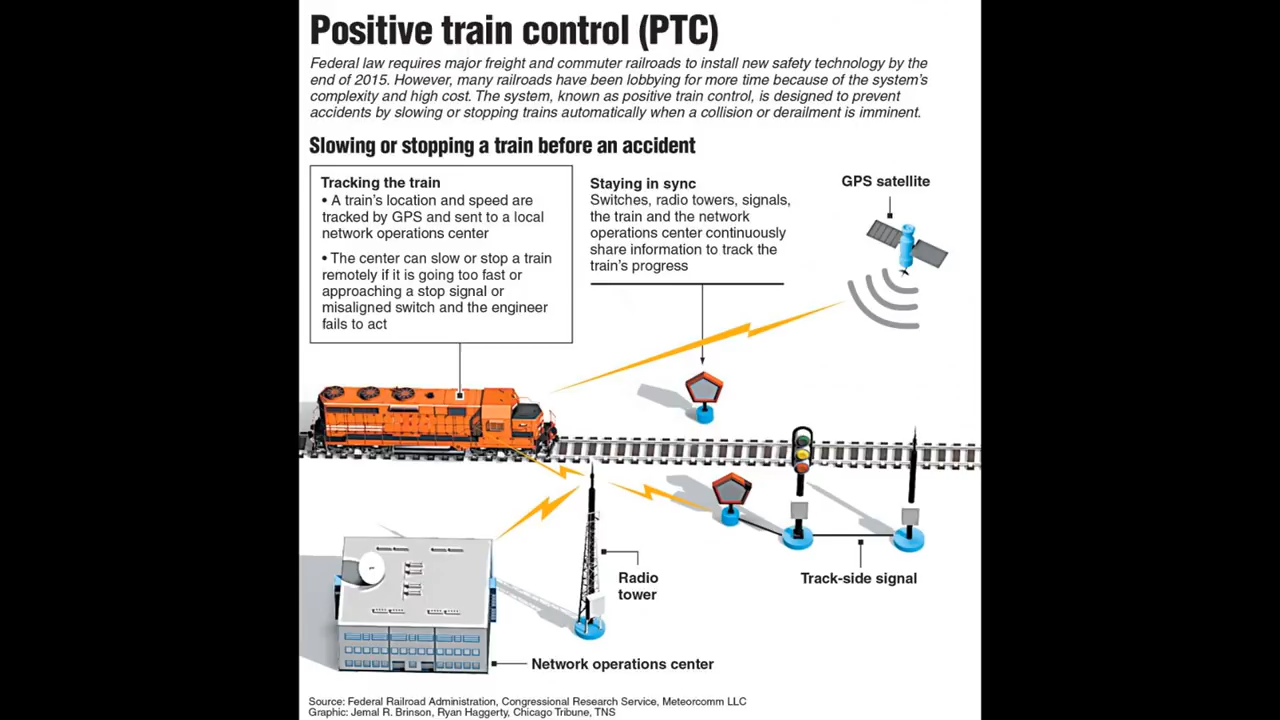 Positive train control (PTC)
Federal law requires major freight and commuter railroads to install new safety technology by the
end of 2015. However, many railroads have been lobbying for more time because of the system's
complexity and high cost. The system, known as positive train control, is designed to prevent
accidents by slowing or stopping trains automatically when a collision or derailment is imminent.
Slowing or stopping a train before an accident
Tracking the train
• A train's location and speed are
tracked by GPS and sent to a local
network operations center
• The center can slow or stop a train
remotely if it is going too fast or
approaching a stop signal or
misaligned switch and the engineer
fails to act
Staying in sync
Switches, radio towers, signals,
the train and the network
operations center continuously
share information to track the
train's progress
GPS satellite
Radio
tower
Track-side signal
Network operations center
Source: Federal Railroad Administration, Congressional Research Service, Meteorcomm LLC
Graphic: Jemal R. Brinson, Ryan Haggerty, Chicago Tribune, TNS